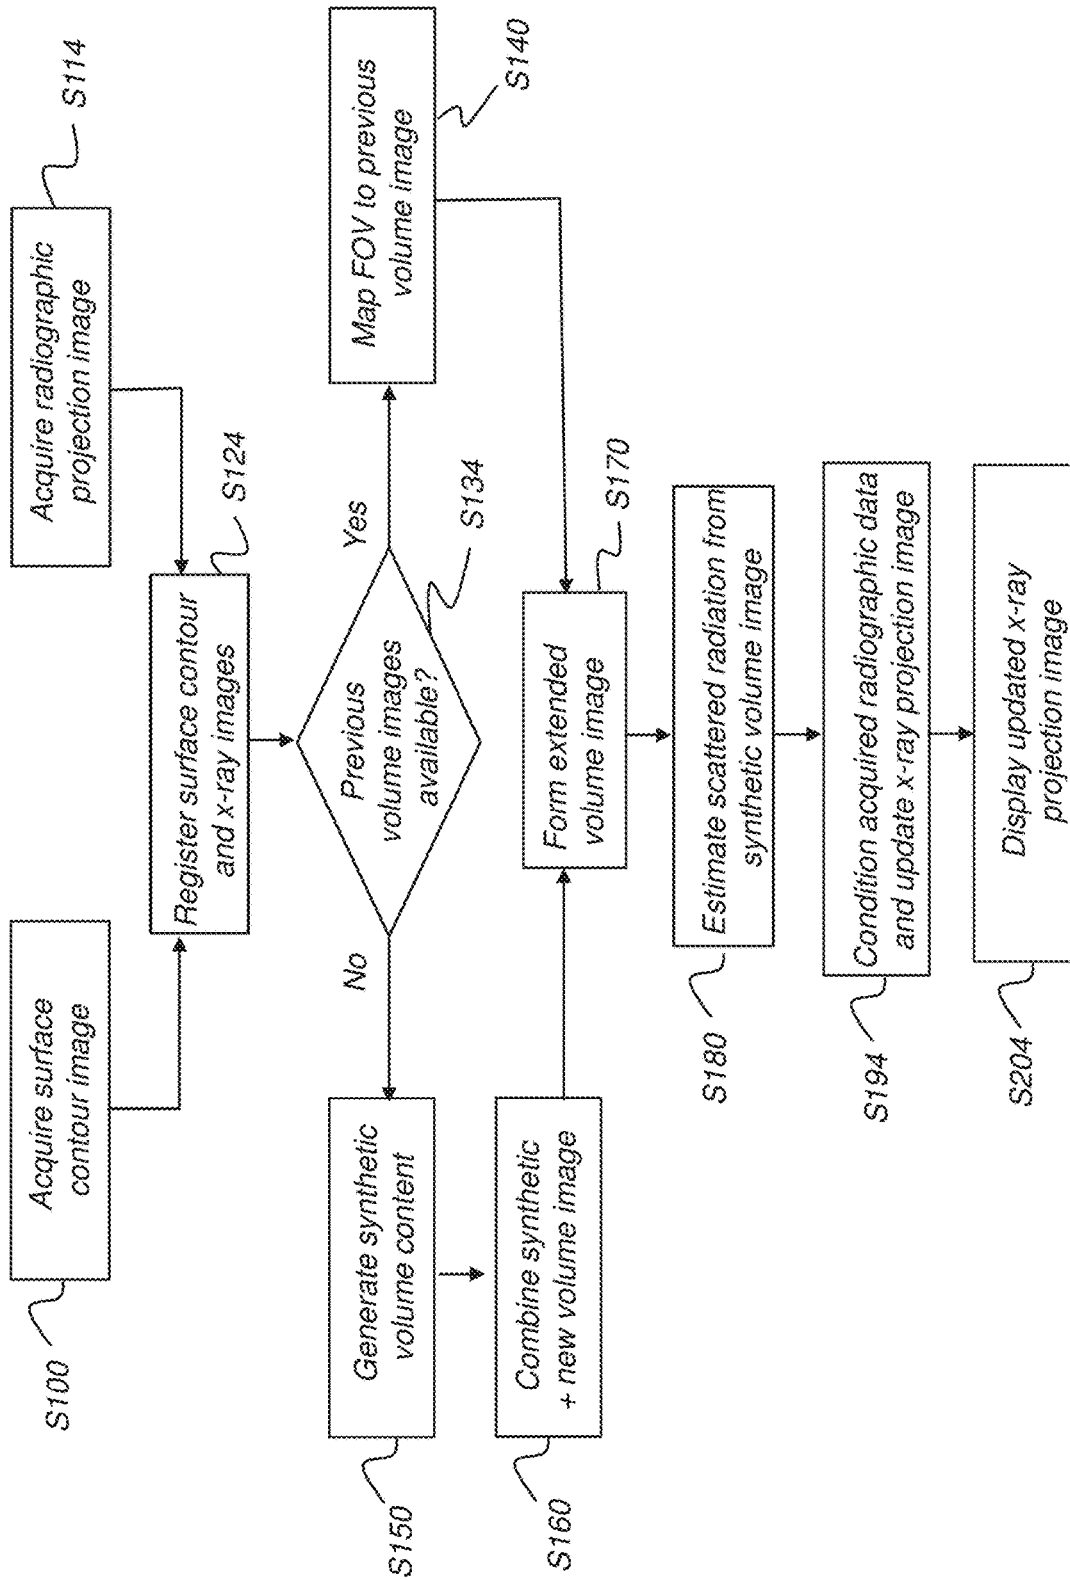 Acquire surface
contour image
S100
Acquire radiographic
projection image
S114
Register surface contour
and x-ray images
S124
Previous
volume images
available?
S134
No
Yes
Generate synthetic
volume content
S150
Map FOV to previous
volume image
S140
Combine synthetic
+ new volume image
S160
Form extended
volume image
S170
Estimate scattered radiation from
synthetic volume image
S180
Condition acquired radiographic data
and update x-ray projection image
S194
Display updated x-ray
projection image
S204